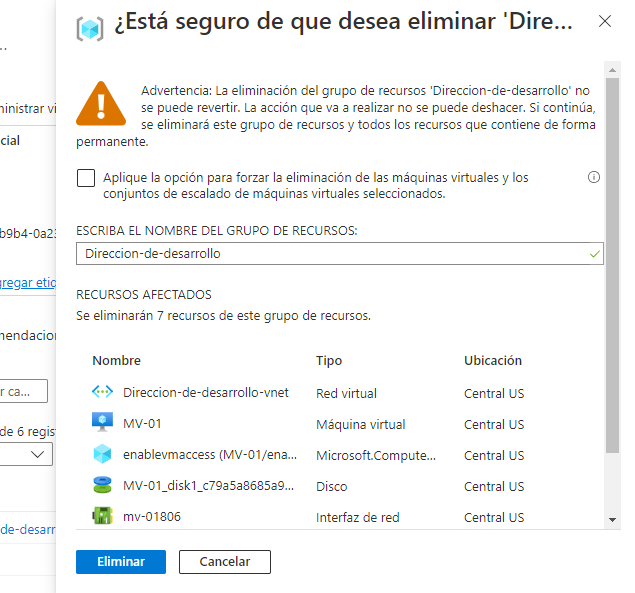 ¿Está seguro de que desea eliminar 'Dire...
Advertencia: La eliminación del grupo de recursos 'Direccion-de-desarrollo' no
se puede revertir. La acción que va a realizar no se puede deshacer. Si continúa,
se eliminará este grupo de recursos y todos los recursos que contiene de forma
permanente.
Aplique la opción para forzar la eliminación de las máquinas virtuales y los
conjuntos de escalado de máquinas virtuales seleccionados.
ESCRIBA EL NOMBRE DEL GRUPO DE RECURSOS:
Direccion-de-desarrollo
RECURSOS AFECTADOS
Se eliminarán 7 recursos de este grupo de recursos.
Nombre Tipo Ubicación
Direccion-de-desarrollo-vnet Red virtual Central US
MV-01 Máquina virtual Central US
enablevmaccess (MV-01/ena... Microsoft.Compute... Central US
MV-01_disk1_c79a5a8685a9... Disco Central US
mv-01806 Interfaz de red Central US
Eliminar Cancelar
ministrar vi
cial
b9b4-0a23
gregar etiq
mendacion
r ca...
de 6 regist
de-desarr